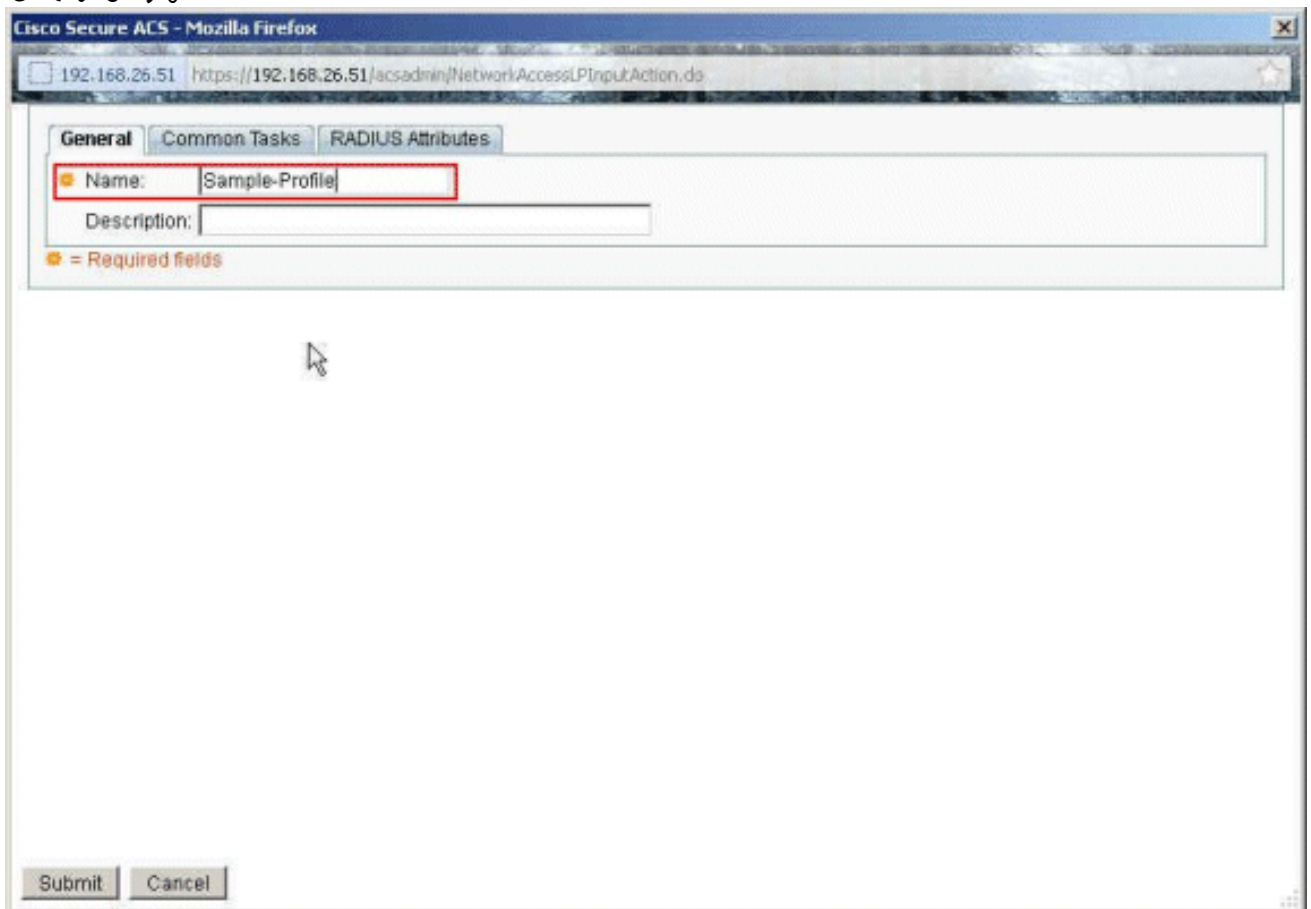 Cisco Secure ACS - Mozilla Firefox
192.168.26.51 https://192.168.26.51/acsadmin/NetworkAccessLPInputAction.do
General Common Tasks RADIUS Attributes
Name: Sample-Profile
Description:
= Required fields
Submit Cancel